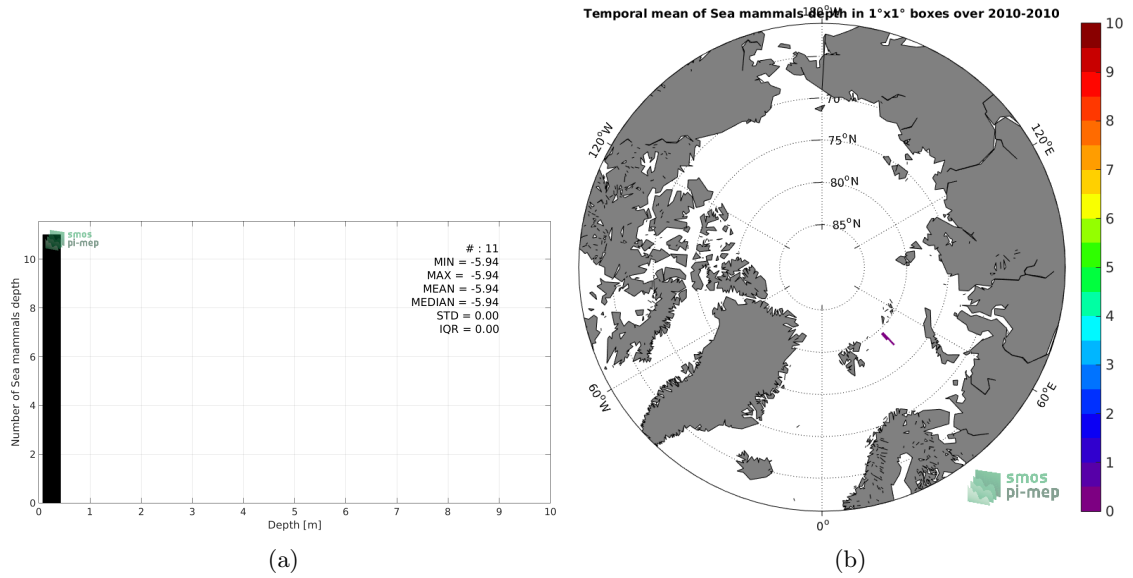 smos
pi-mep
# : 11
MIN = -5.94
MAX = -5.94
MEAN = -5.94
MEDIAN = -5.94
STD = 0.00
IQR = 0.00
Number of Sea mammals depth
10
8
6
4
2
0
0 1 2 3 4 5 6 7 8 9 10
Depth [m]
(a)
Temporal mean of Sea mammals depth in 1°x1° boxes over 2010-2010
180°W
120°W
120°E
75°N
80°N
85°N
60°W
60°E
0°
10
9
8
7
6
5
4
3
2
1
0
smos
pi-mep
(b)